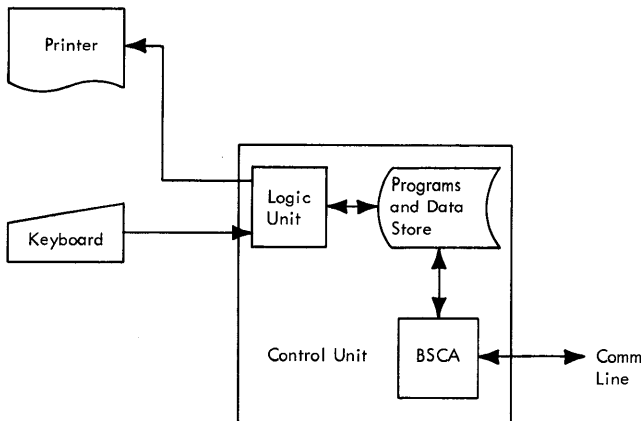 Printer
Logic
Unit
Programs
and Data
Store
Keyboard
Control Unit
BSCA
Comm
Line